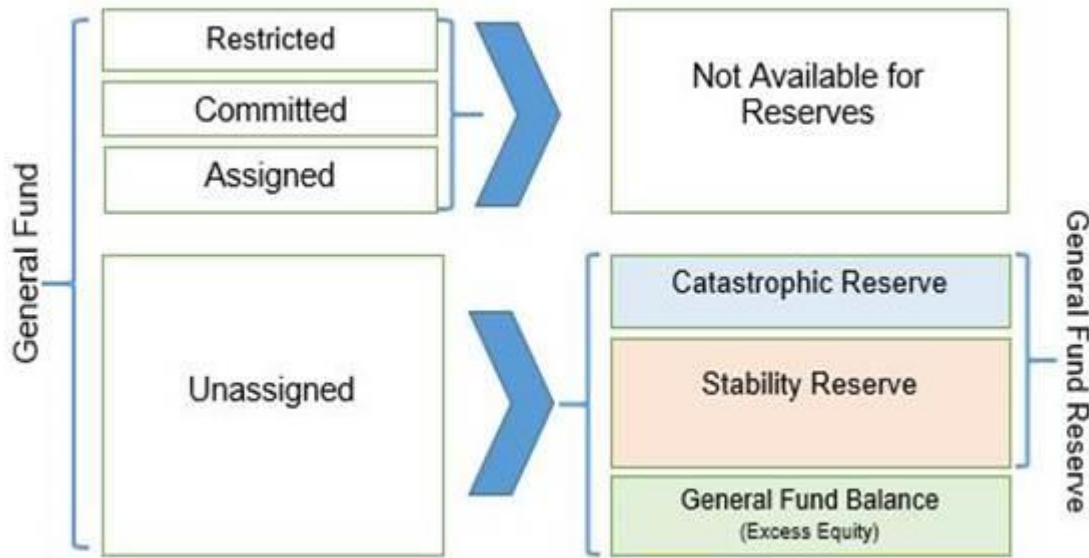 General Fund
Restricted
Committed
Assigned
Not Available for
Reserves
Unassigned
Catastrophic Reserve
Stability Reserve
General Fund Balance
(Excess Equity)
General Fund Reserve